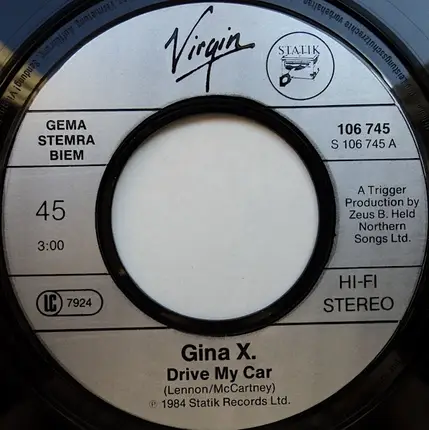 Virgin
STATIK
GEMA
STEMRA
BIEM
106 745
S 106 745 A
45
3:00
A Trigger
Production by
Zeus B. Held
Northern
Songs Ltd.
LC 7924
HI-FI
STEREO
Gina X.
Drive My Car
(Lennon/McCartney)
℗ 1984 Statik Records Ltd.